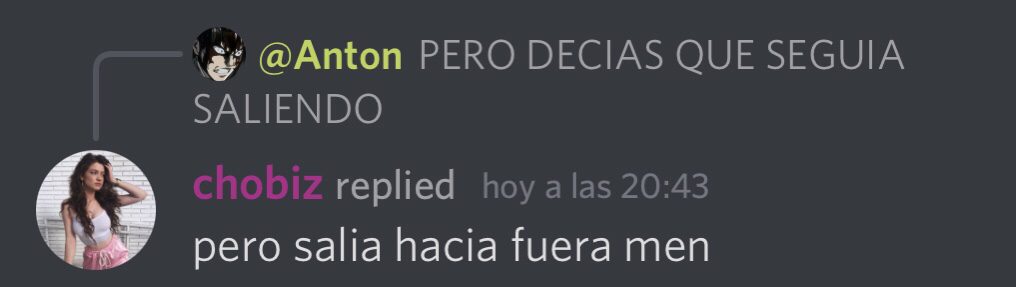 @Anton PERO DECIAS QUE SEGUIA
SALIENDO
chobiz replied hoy a las 20:43
pero salia hacia fuera men